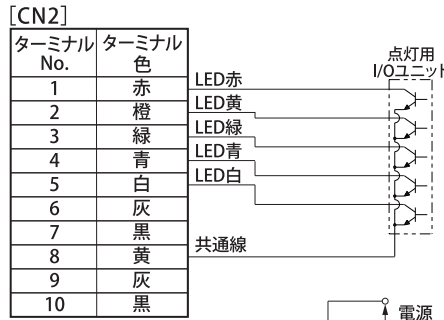 [CN2]
ターミナル No. ターミナル 色
1 赤 LED赤
2 橙 LED黄
3 緑 LED緑
4 青 LED青
5 白 LED白
6 灰
7 黒
8 黄 共通線
9 灰
10 黒
点灯用
I/Oユニット
電源